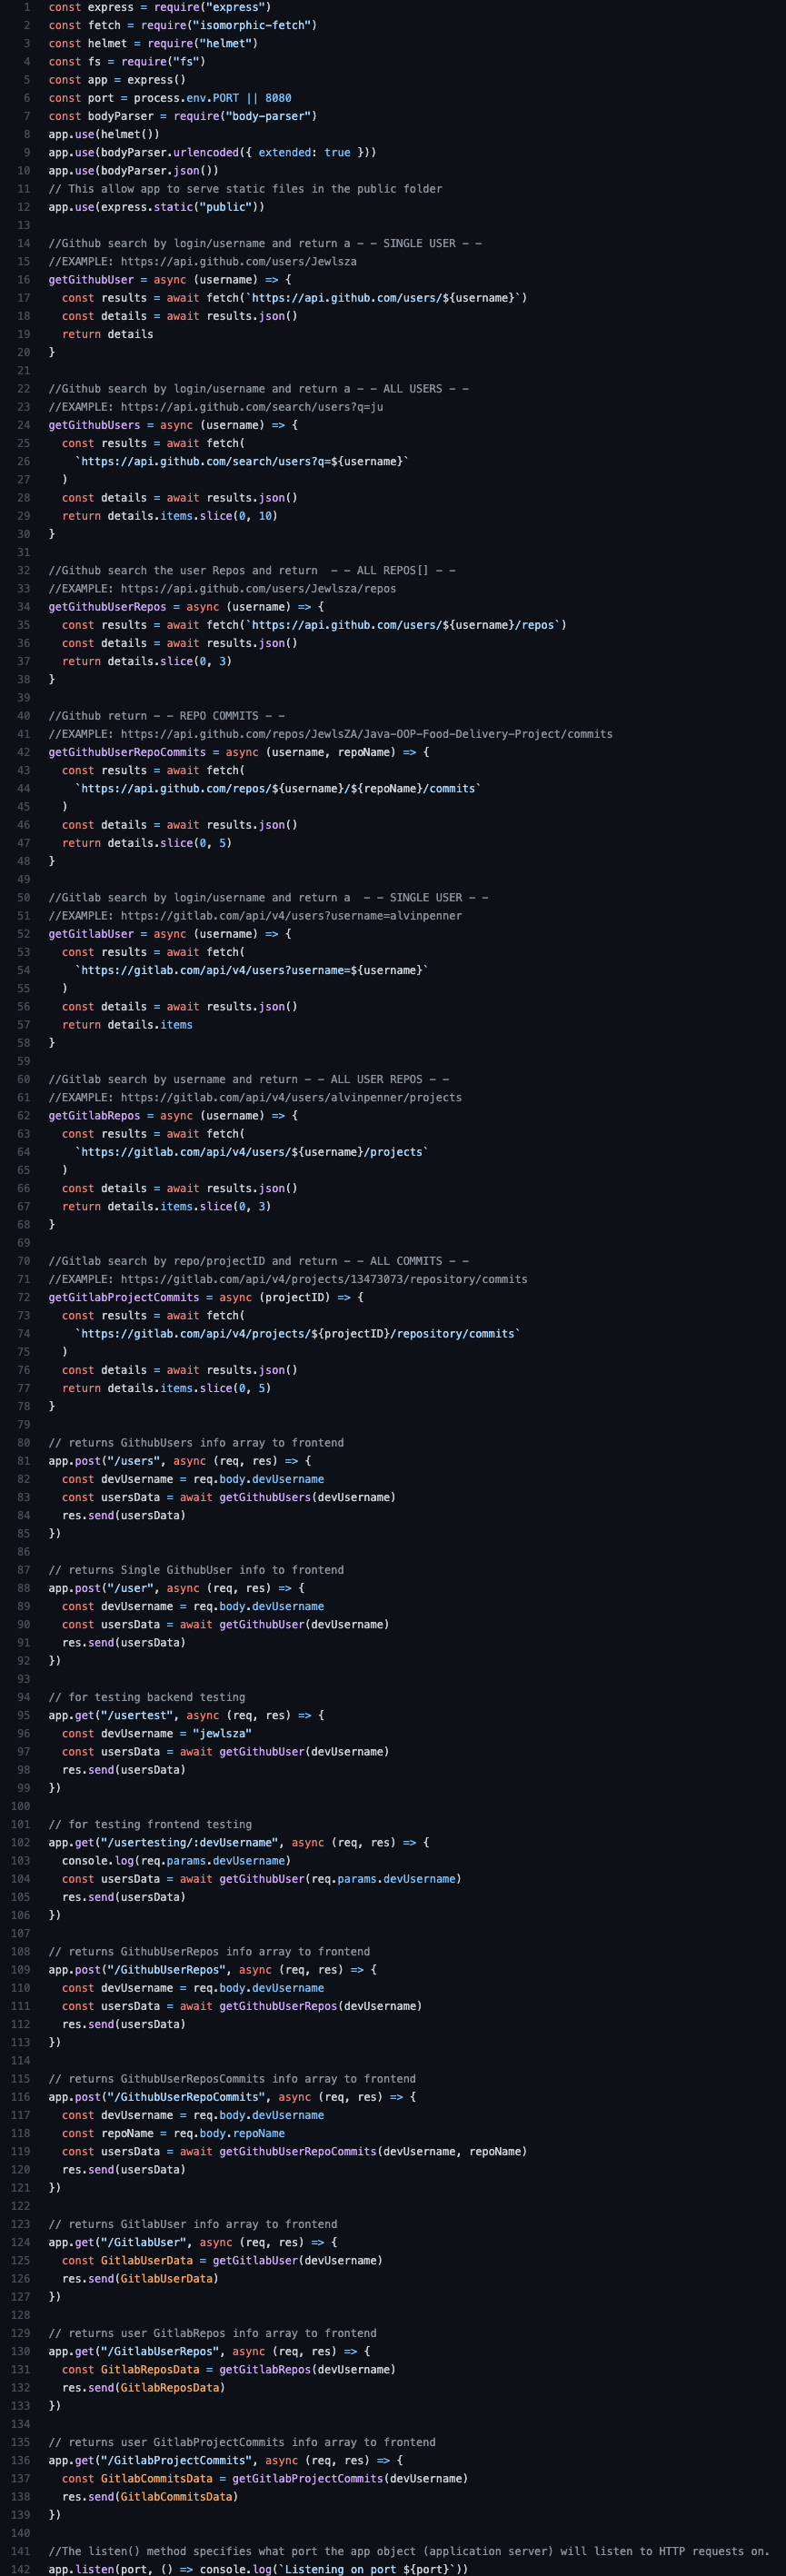 1 const express = require("express")
2 const fetch = require("isomorphic-fetch")
3 const helmet = require("helmet")
4 const fs = require("fs")
5 const app = express()
6 const port = process.env.PORT || 8080
7 const bodyParser = require("body-parser")
8 app.use(helmet())
9 app.use(bodyParser.urlencoded({ extended: true }))
10 app.use(bodyParser.json())
11 // This allow app to serve static files in the public folder
12 app.use(express.static("public"))
13
14 //Github search by login/username and return a - - SINGLE USER - -
15 //EXAMPLE: https://api.github.com/users/Jewlsza
16 getGithubUser = async (username) => {
17   const results = await fetch(`https://api.github.com/users/${username}`)
18   const details = await results.json()
19   return details
20 }
21
22 //Github search by login/username and return a - - ALL USERS - -
23 //EXAMPLE: https://api.github.com/search/users?q=ju
24 getGithubUsers = async (username) => {
25   const results = await fetch(
26     `https://api.github.com/search/users?q=${username}`
27   )
28   const details = await results.json()
29   return details.items.slice(0, 10)
30 }
31
32 //Github search the user Repos and return  - - ALL REPOS[] - -
33 //EXAMPLE: https://api.github.com/users/Jewlsza/repos
34 getGithubUserRepos = async (username) => {
35   const results = await fetch(`https://api.github.com/users/${username}/repos`)
36   const details = await results.json()
37   return details.slice(0, 3)
38 }
39
40 //Github return - - REPO COMMITS - -
41 //EXAMPLE: https://api.github.com/repos/JewlsZA/Java-OOP-Food-Delivery-Project/commits
42 getGithubUserRepoCommits = async (username, repoName) => {
43   const results = await fetch(
44     `https://api.github.com/repos/${username}/${repoName}/commits`
45   )
46   const details = await results.json()
47   return details.slice(0, 5)
48 }
49
50 //Gitlab search by login/username and return a  - - SINGLE USER - -
51 //EXAMPLE: https://gitlab.com/api/v4/users?username=alvinpenner
52 getGitlabUser = async (username) => {
53   const results = await fetch(
54     `https://gitlab.com/api/v4/users?username=${username}`
55   )
56   const details = await results.json()
57   return details.items
58 }
59
60 //Gitlab search by username and return - - ALL USER REPOS - -
61 //EXAMPLE: https://gitlab.com/api/v4/users/alvinpenner/projects
62 getGitlabRepos = async (username) => {
63   const results = await fetch(
64     `https://gitlab.com/api/v4/users/${username}/projects`
65   )
66   const details = await results.json()
67   return details.items.slice(0, 3)
68 }
69
70 //Gitlab search by repo/projectID and return - - ALL COMMITS - -
71 //EXAMPLE: https://gitlab.com/api/v4/projects/13473073/repository/commits
72 getGitlabProjectCommits = async (projectID) => {
73   const results = await fetch(
74     `https://gitlab.com/api/v4/projects/${projectID}/repository/commits`
75   )
76   const details = await results.json()
77   return details.items.slice(0, 5)
78 }
79
80 // returns GithubUsers info array to frontend
81 app.post("/users", async (req, res) => {
82   const devUsername = req.body.devUsername
83   const usersData = await getGithubUsers(devUsername)
84   res.send(usersData)
85 })
86
87 // returns Single GithubUser info to frontend
88 app.post("/user", async (req, res) => {
89   const devUsername = req.body.devUsername
90   const usersData = await getGithubUser(devUsername)
91   res.send(usersData)
92 })
93
94 // for testing backend testing
95 app.get("/usertest", async (req, res) => {
96   const devUsername = "jewlsza"
97   const usersData = await getGithubUser(devUsername)
98   res.send(usersData)
99 })
100
101 // for testing frontend testing
102 app.get("/usertesting/:devUsername", async (req, res) => {
103   console.log(req.params.devUsername)
104   const usersData = await getGithubUser(req.params.devUsername)
105   res.send(usersData)
106 })
107
108 // returns GithubUserRepos info array to frontend
109 app.post("/GithubUserRepos", async (req, res) => {
110   const devUsername = req.body.devUsername
111   const usersData = await getGithubUserRepos(devUsername)
112   res.send(usersData)
113 })
114
115 // returns GithubUserReposCommits info array to frontend
116 app.post("/GithubUserRepoCommits", async (req, res) => {
117   const devUsername = req.body.devUsername
118   const repoName = req.body.repoName
119   const usersData = await getGithubUserRepoCommits(devUsername, repoName)
120   res.send(usersData)
121 })
122
123 // returns GitlabUser info array to frontend
124 app.get("/GitlabUser", async (req, res) => {
125   const GitlabUserData = getGitlabUser(devUsername)
126   res.send(GitlabUserData)
127 })
128
129 // returns user GitlabRepos info array to frontend
130 app.get("/GitlabUserRepos", async (req, res) => {
131   const GitlabReposData = getGitlabRepos(devUsername)
132   res.send(GitlabReposData)
133 })
134
135 // returns user GitlabProjectCommits info array to frontend
136 app.get("/GitlabProjectCommits", async (req, res) => {
137   const GitlabCommitsData = getGitlabProjectCommits(devUsername)
138   res.send(GitlabCommitsData)
139 })
140
141 //The listen() method specifies what port the app object (application server) will listen to HTTP requests on.
142 app.listen(port, () => console.log(`Listening on port ${port}`))